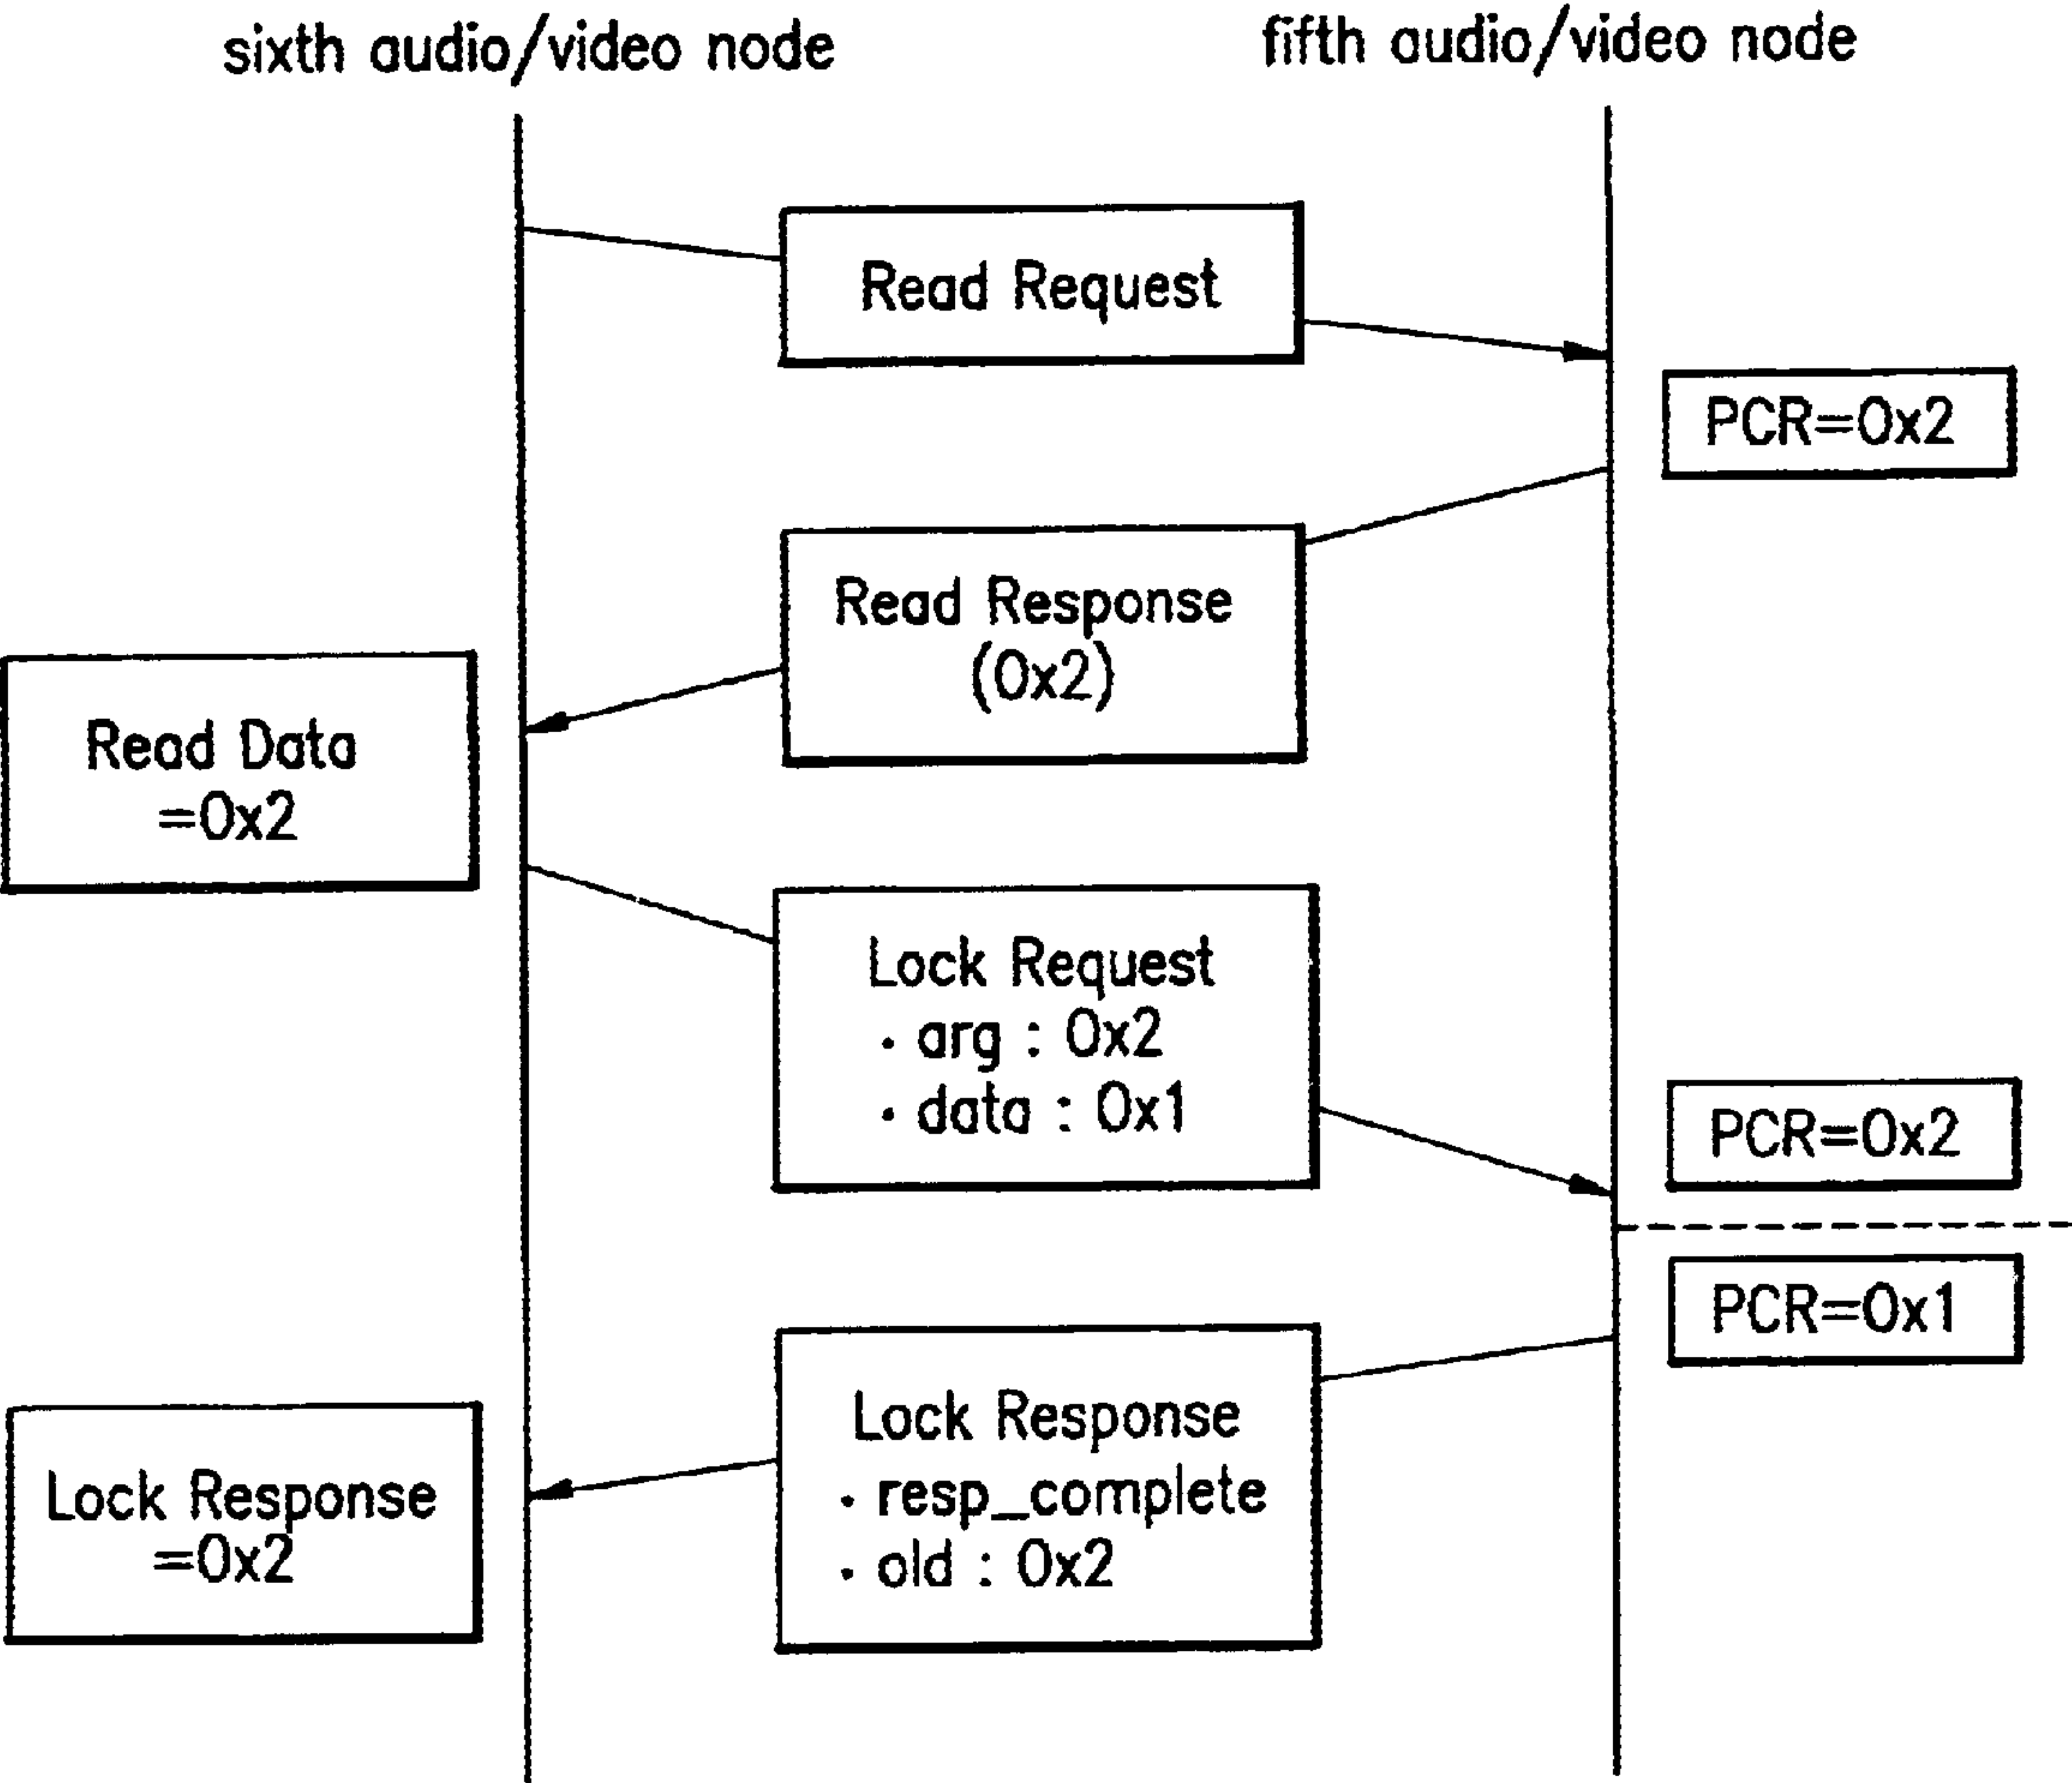 sixth audio/video node
fifth audio/video node
Read Request
PCR=0x2
Read Response
(0x2)
Read Data
=0x2
Lock Request
· arg : 0x2
· data : 0x1
PCR=0x2
PCR=0x1
Lock Response
· resp_complete
· old : 0x2
Lock Response
=0x2